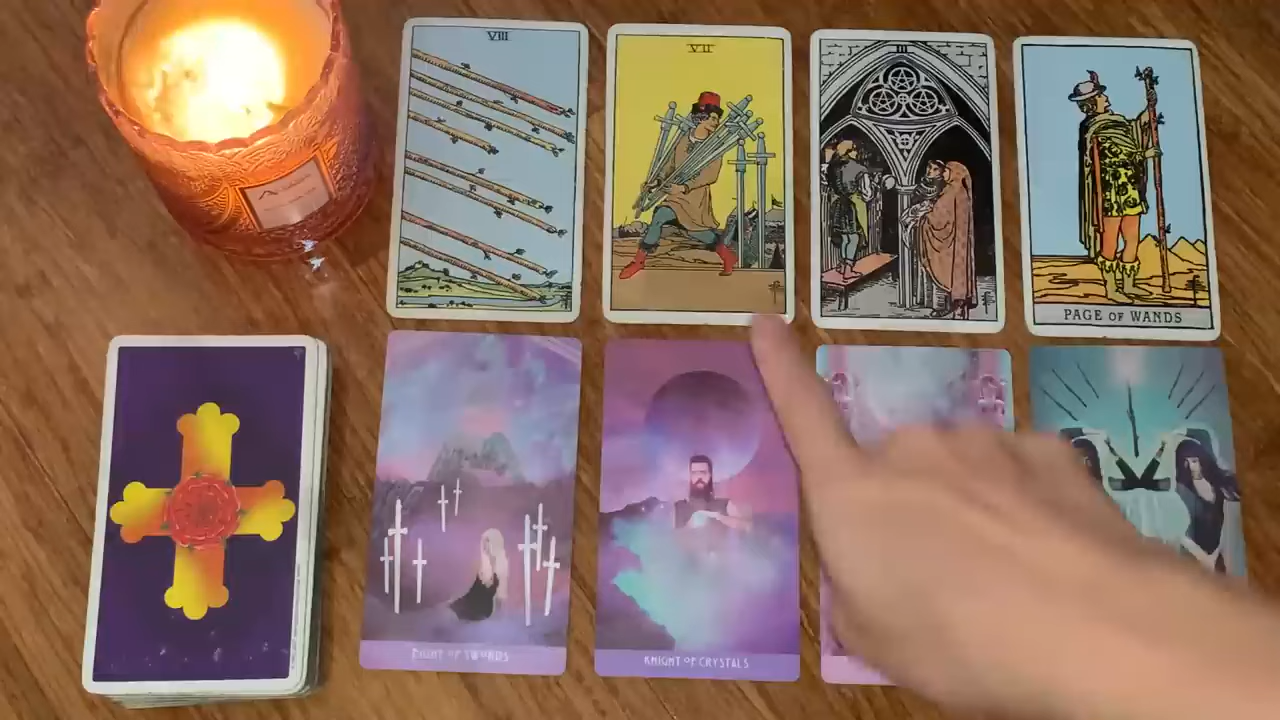 VIII
VII
III
PAGE OF WANDS
EIGHT OF SWORDS
KNIGHT OF CRYSTALS